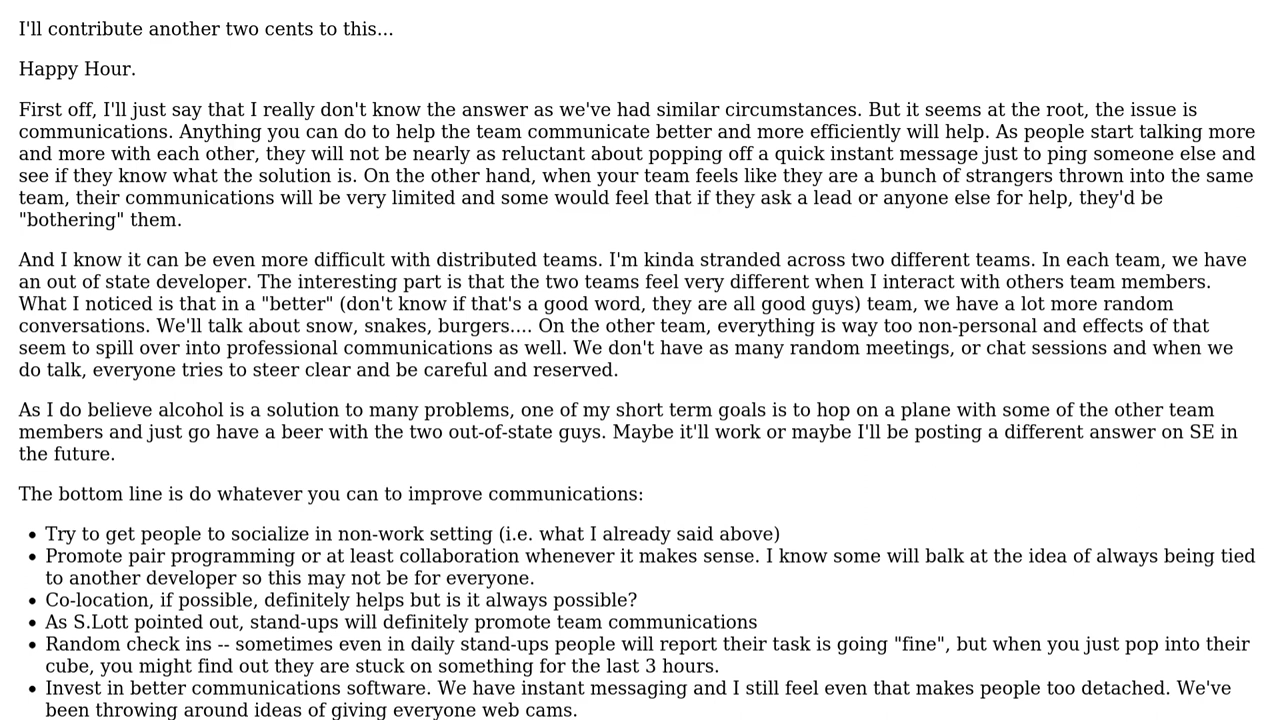 I'll contribute another two cents to this...
Happy Hour.
First off, I'll just say that I really don't know the answer as we've had similar circumstances. But it seems at the root, the issue is
communications. Anything you can do to help the team communicate better and more efficiently will help. As people start talking more
and more with each other, they will not be nearly as reluctant about popping off a quick instant message just to ping someone else and
see if they know what the solution is. On the other hand, when your team feels like they are a bunch of strangers thrown into the same
team, their communications will be very limited and some would feel that if they ask a lead or anyone else for help, they'd be
"bothering" them.
And I know it can be even more difficult with distributed teams. I'm kinda stranded across two different teams. In each team, we have
an out of state developer. The interesting part is that the two teams feel very different when I interact with others team members.
What I noticed is that in a "better" (don't know if that's a good word, they are all good guys) team, we have a lot more random
conversations. We'll talk about snow, snakes, burgers.... On the other team, everything is way too non-personal and effects of that
seem to spill over into professional communications as well. We don't have as many random meetings, or chat sessions and when we
do talk, everyone tries to steer clear and be careful and reserved.
As I do believe alcohol is a solution to many problems, one of my short term goals is to hop on a plane with some of the other team
members and just go have a beer with the two out-of-state guys. Maybe it'll work or maybe I'll be posting a different answer on SE in
the future.
The bottom line is do whatever you can to improve communications:
• Try to get people to socialize in non-work setting (i.e. what I already said above)
• Promote pair programming or at least collaboration whenever it makes sense. I know some will balk at the idea of always being tied
to another developer so this may not be for everyone.
• Co-location, if possible, definitely helps but is it always possible?
• As S.Lott pointed out, stand-ups will definitely promote team communications
• Random check ins -- sometimes even in daily stand-ups people will report their task is going "fine", but when you just pop into their
cube, you might find out they are stuck on something for the last 3 hours.
• Invest in better communications software. We have instant messaging and I still feel even that makes people too detached. We've
been throwing around ideas of giving everyone web cams.